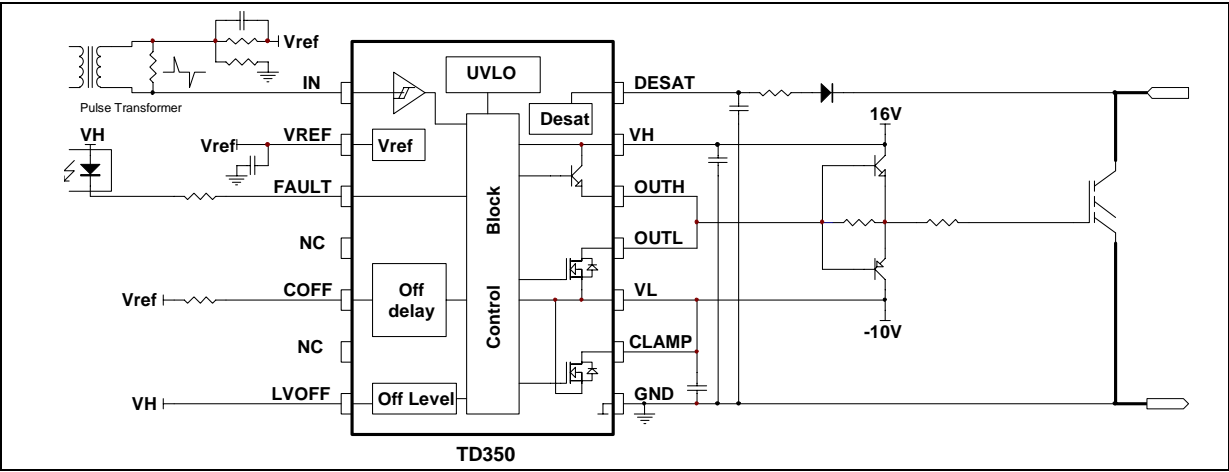 Vref
Pulse Transformer
VH
Vref
Vref
VH
IN
VREF
FAULT
NC
COFF
NC
LVOFF
UVLO
Desat
Vref
Control Block
Off
delay
Off Level
DESAT
VH
OUTH
OUTL
VL
CLAMP
GND
16V
-10V
TD350